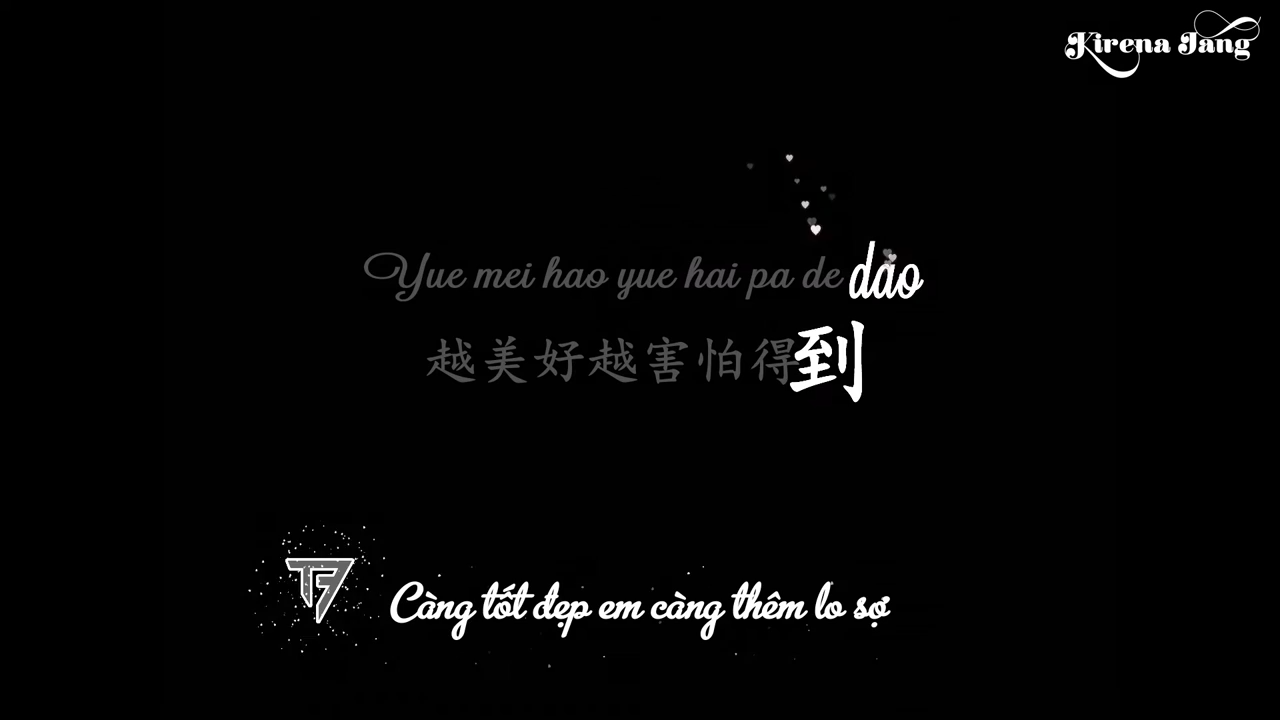 Kirena Jang
Yue mei hao yue hai pa de dao
越美好越害怕得到
TF
Càng tốt đẹp em càng thêm lo sợ